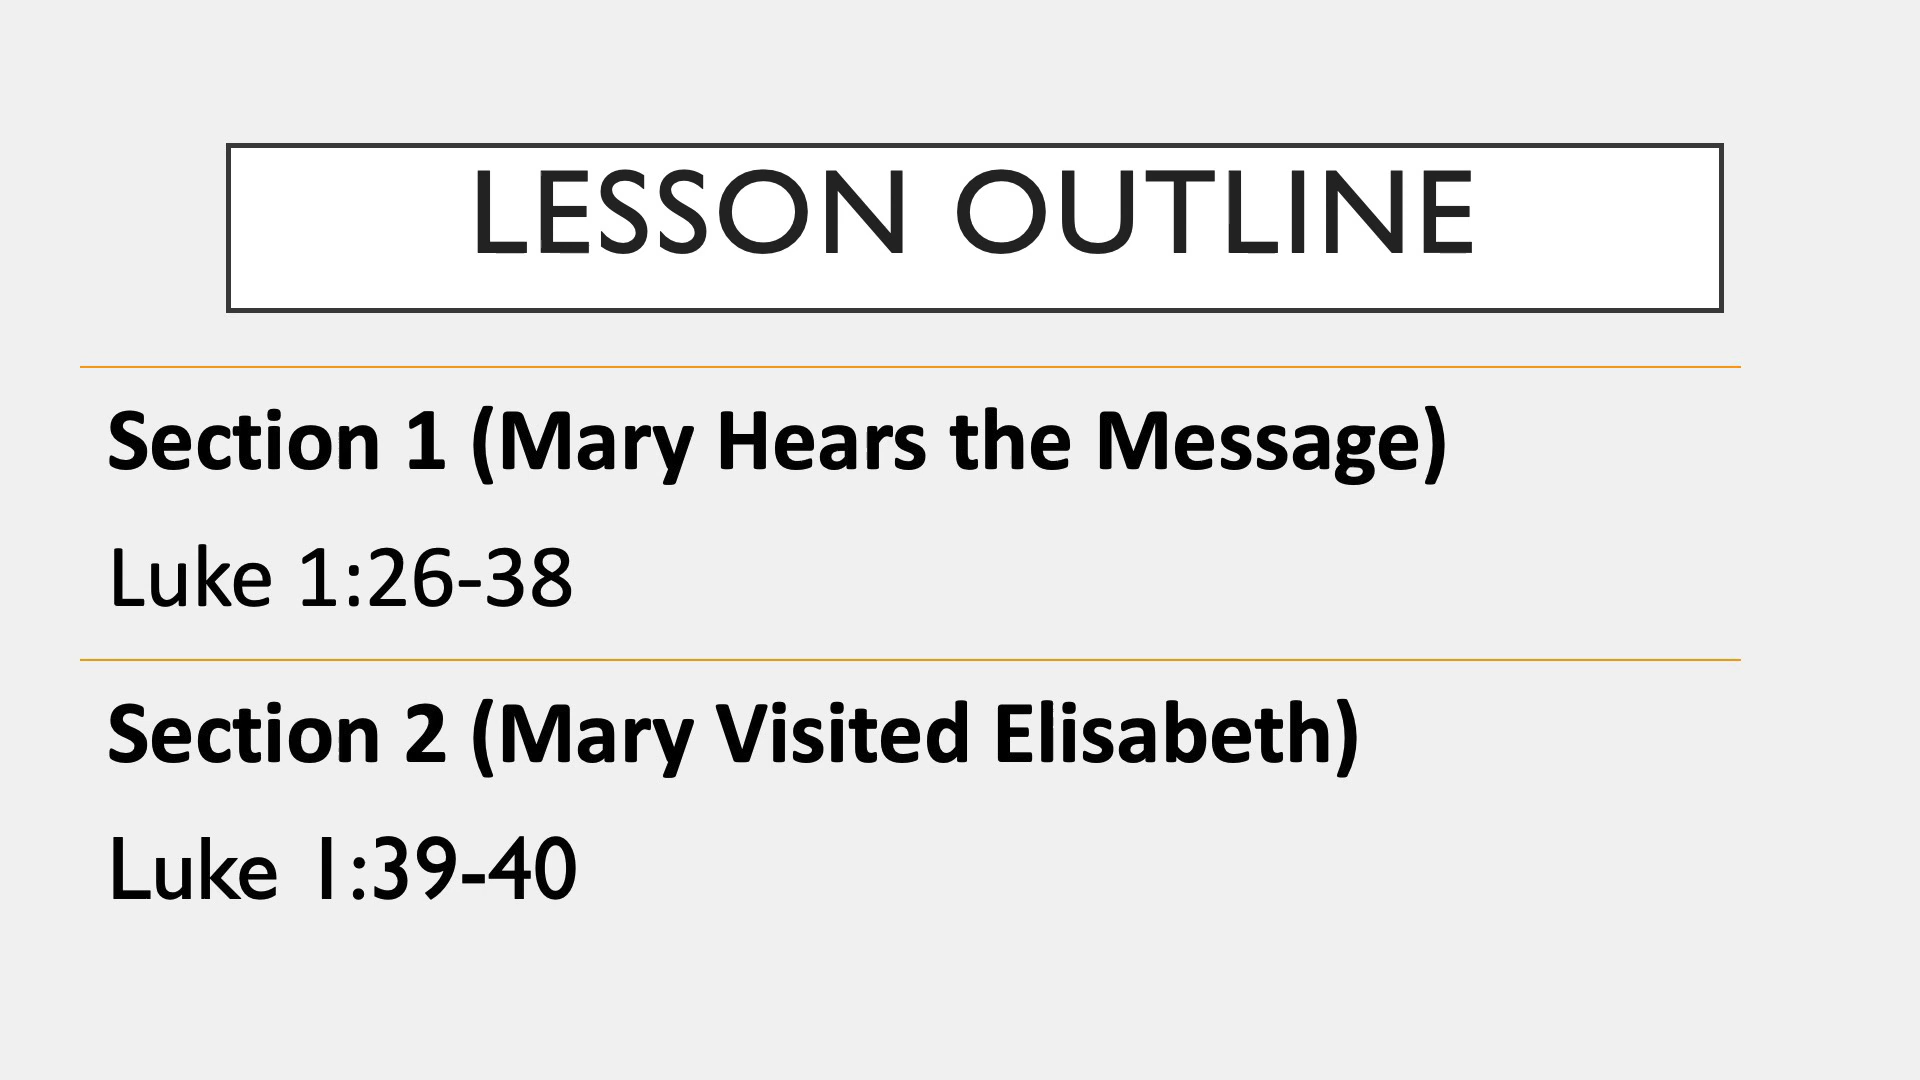 LESSON OUTLINE
Section 1 (Mary Hears the Message)
Luke 1:26-38
Section 2 (Mary Visited Elisabeth)
Luke 1:39-40